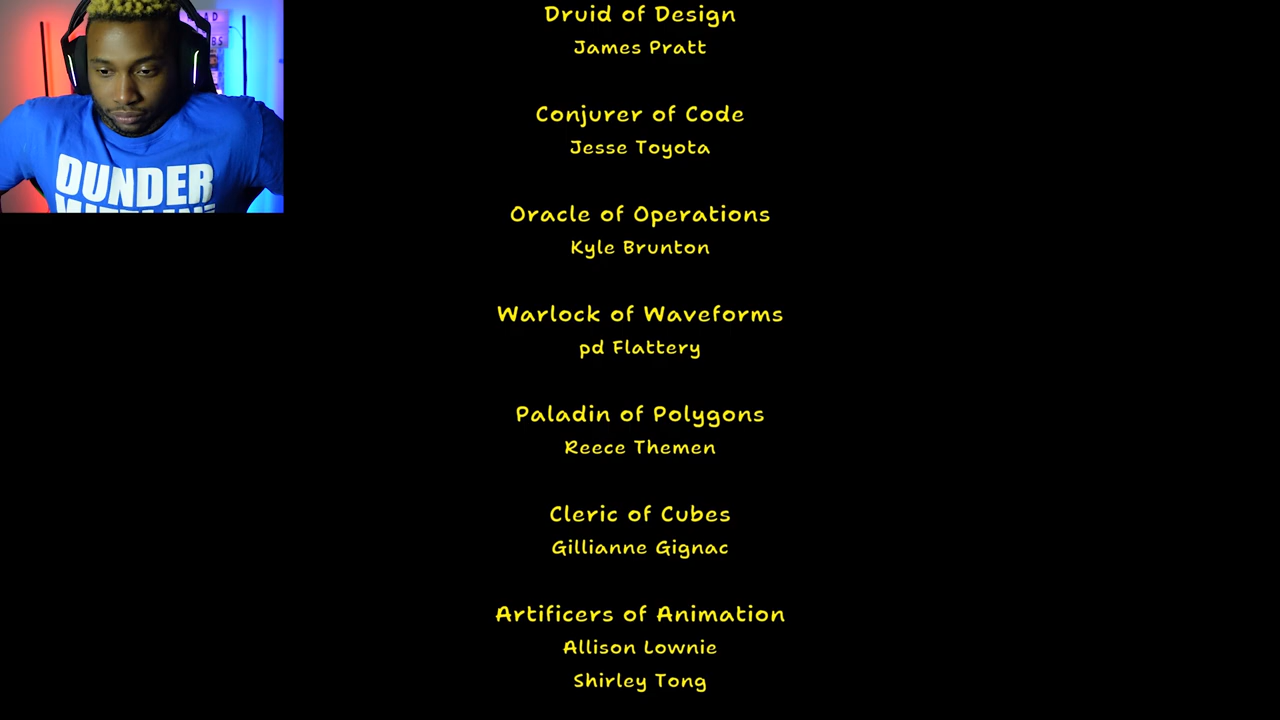 DUNDER
Druid of Design
James Pratt
Conjurer of Code
Jesse Toyota
Oracle of Operations
Kyle Brunton
Warlock of Waveforms
pd Flattery
Paladin of Polygons
Reece Themen
Cleric of Cubes
Gillianne Gignac
Artificers of Animation
Allison Lownie
Shirley Tong